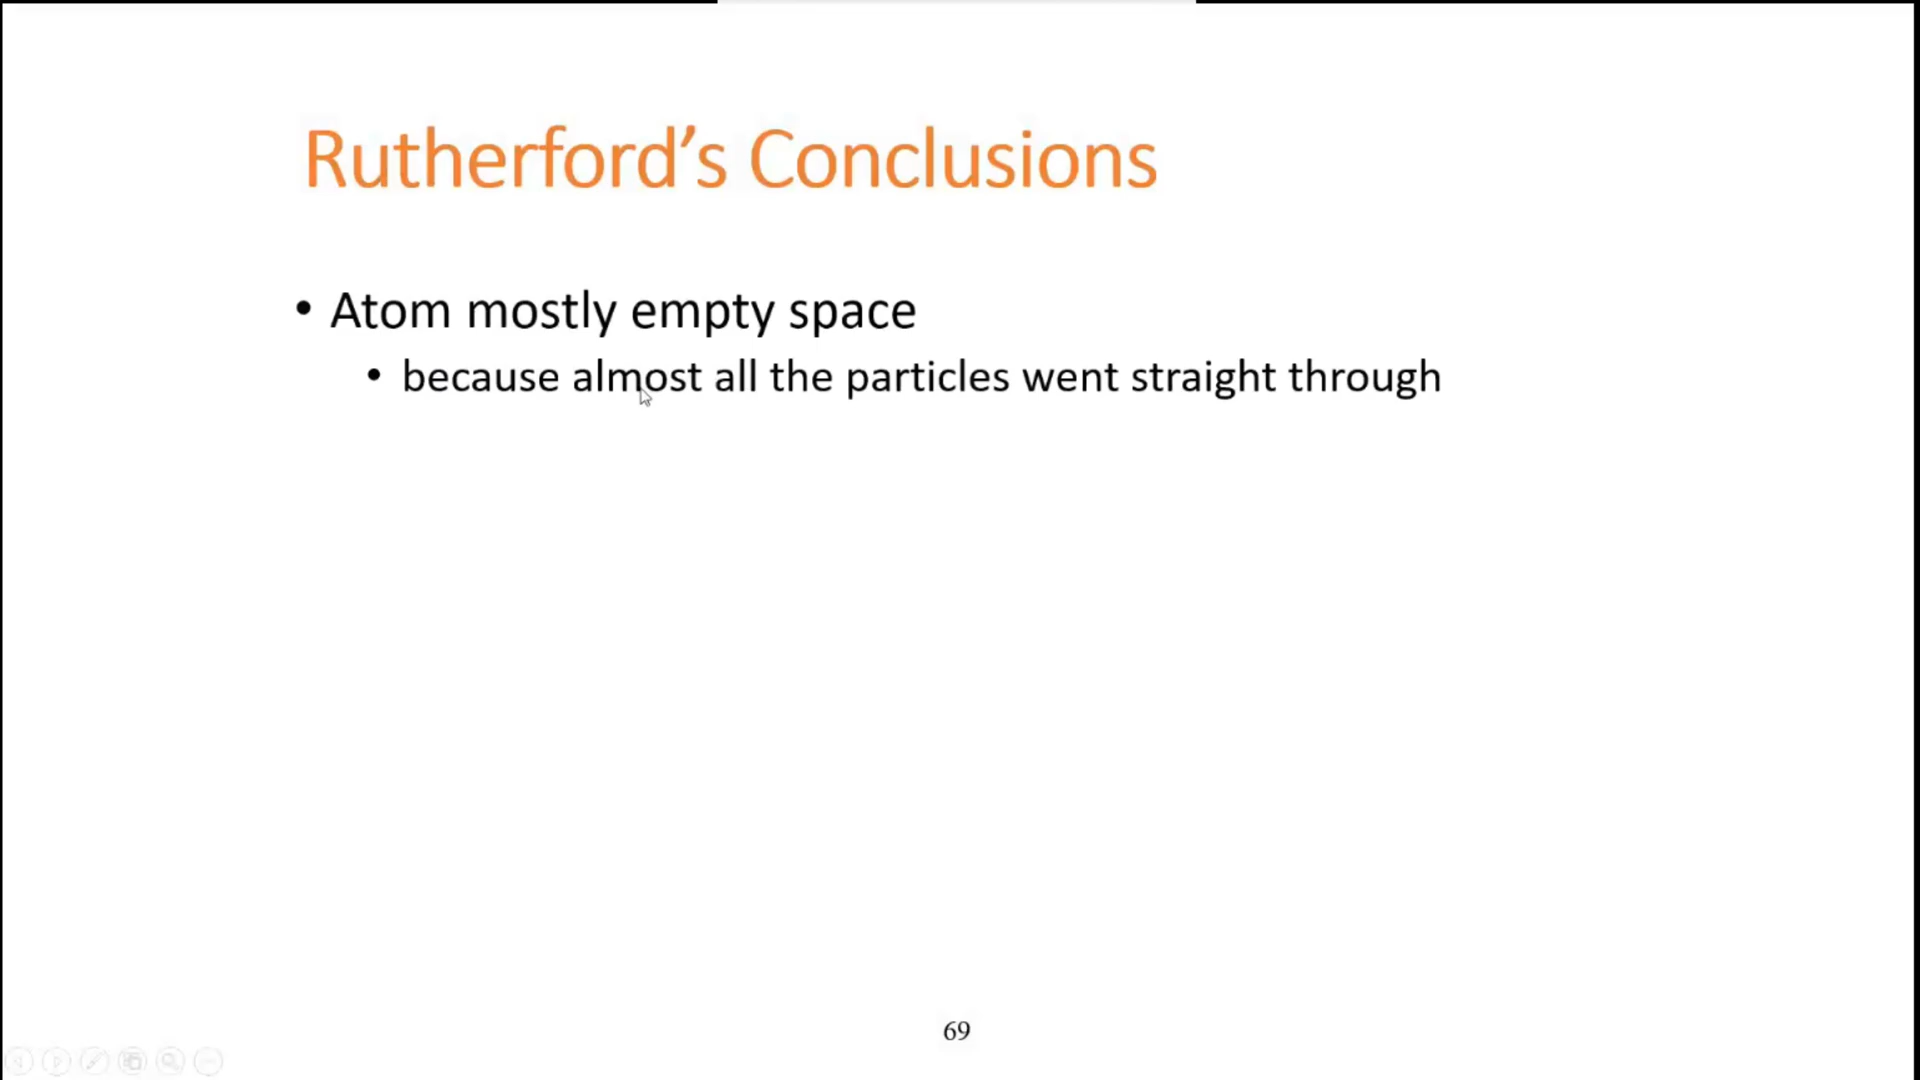 Rutherford’s Conclusions
• Atom mostly empty space
• because almost all the particles went straight through
69